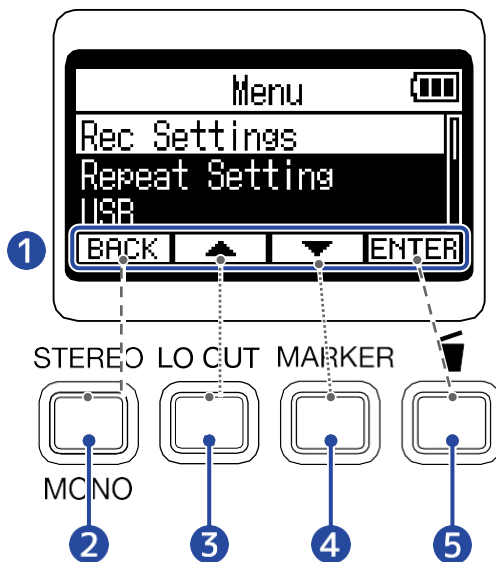 Menu
Rec Settings
Repeat Setting
USB
1 BACK ENTER
STEREO LO CUT MARKER
MONO
2 3 4 5